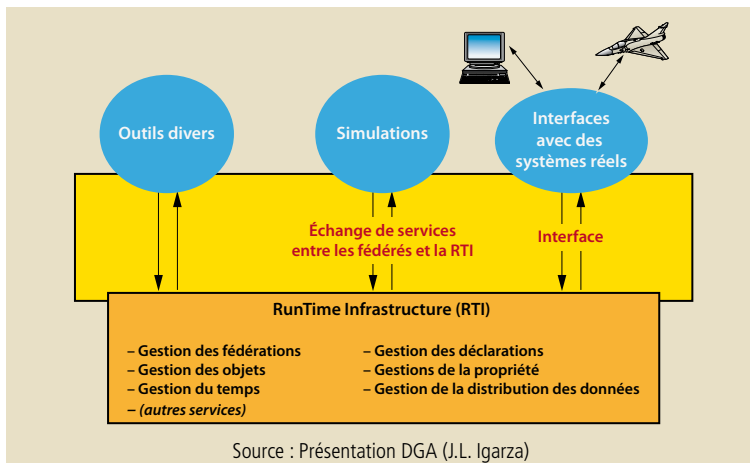 Outils divers
Simulations
Interfaces
avec des
systèmes réels
Échange de services
entre les fédérés et la RTI
Interface
RunTime Infrastructure (RTI)
– Gestion des fédérations
– Gestion des objets
– Gestion du temps
– (autres services)
– Gestion des déclarations
– Gestions de la propriété
– Gestion de la distribution des données
Source : Présentation DGA (J.L. Igarza)